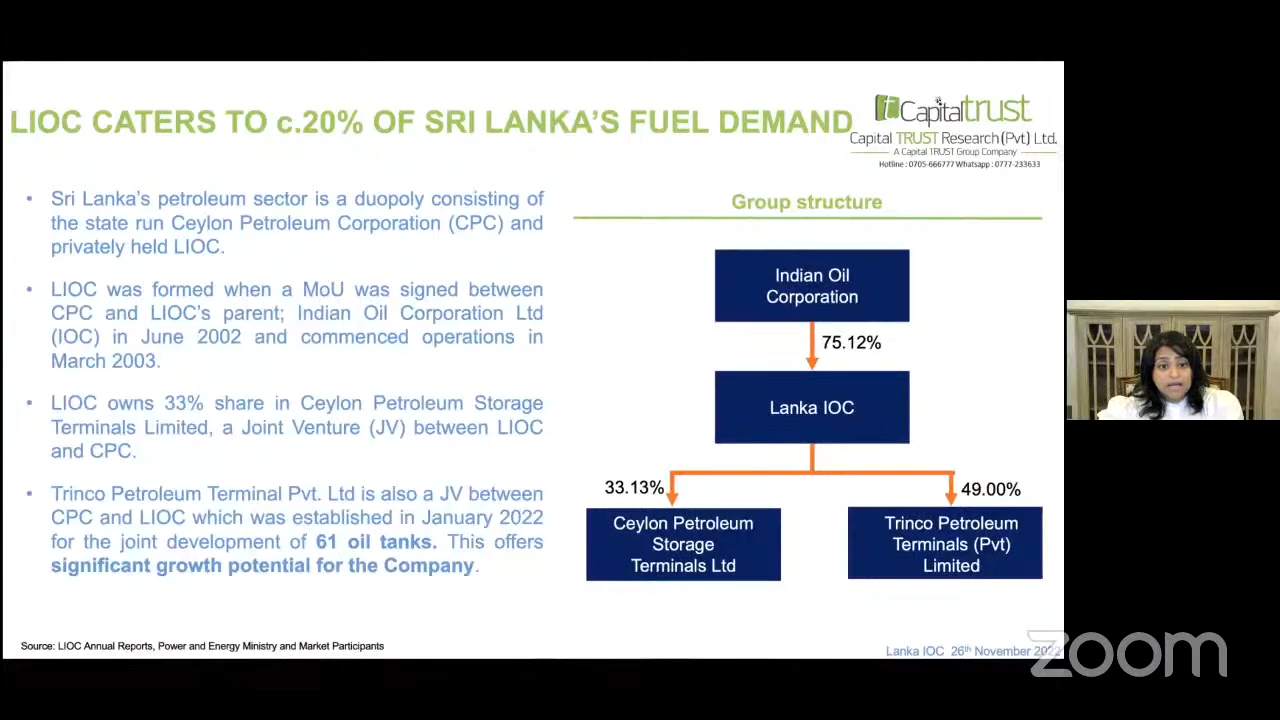 LIOC CATERS TO c.20% OF SRI LANKA'S FUEL DEMAND
Capitaltrust
Capital TRUST Research (Pvt) Ltd.
A Capital TRUST Group Company
Hotline : 0705-666777 Whatsapp : 0777-233633
• Sri Lanka's petroleum sector is a duopoly consisting of
the state run Ceylon Petroleum Corporation (CPC) and
privately held LIOC.
• LIOC was formed when a MoU was signed between
CPC and LIOC's parent; Indian Oil Corporation Ltd
(IOC) in June 2002 and commenced operations in
March 2003.
• LIOC owns 33% share in Ceylon Petroleum Storage
Terminals Limited, a Joint Venture (JV) between LIOC
and CPC.
• Trinco Petroleum Terminal Pvt. Ltd is also a JV between
CPC and LIOC which was established in January 2022
for the joint development of 61 oil tanks. This offers
significant growth potential for the Company.
Group structure
Indian Oil
Corporation
75.12%
Lanka IOC
33.13%
49.00%
Ceylon Petroleum
Storage
Terminals Ltd
Trinco Petroleum
Terminals (Pvt)
Limited
Source: LIOC Annual Reports, Power and Energy Ministry and Market Participants
Lanka IOC 26th November 2022
zoom